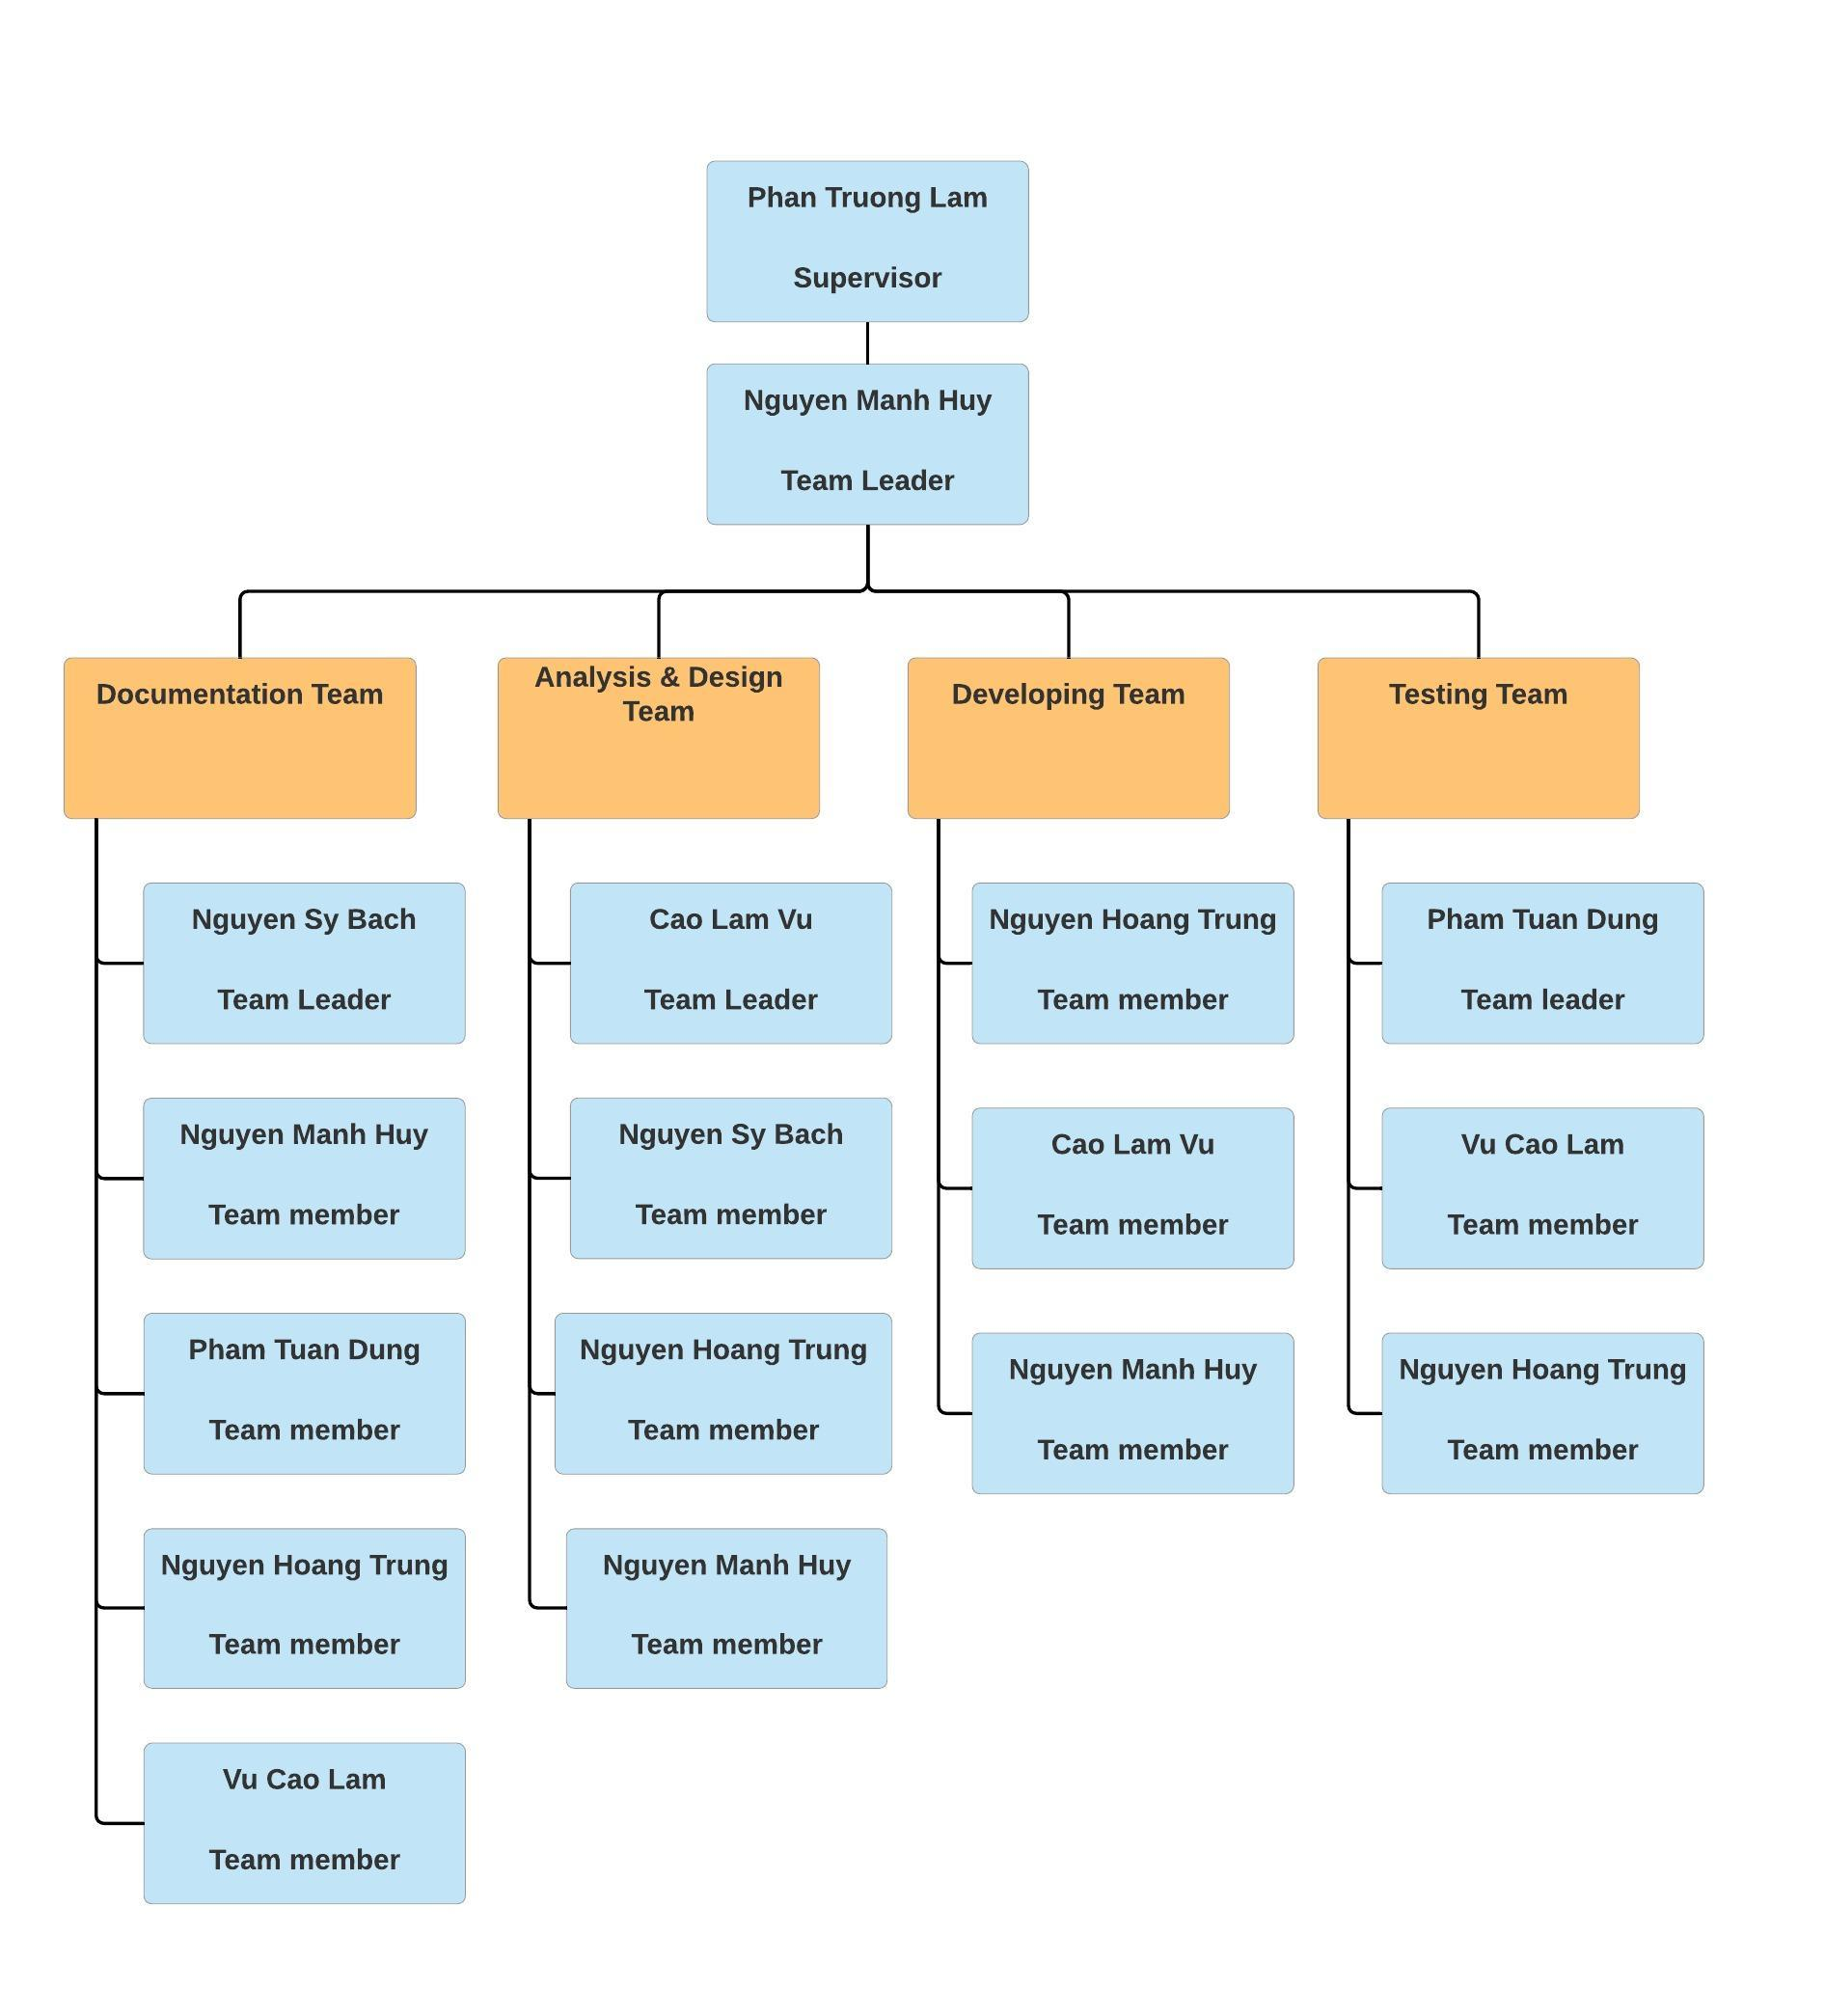 Phan Truong Lam
Supervisor
Nguyen Manh Huy
Team Leader
Documentation Team
Analysis & Design
Team
Developing Team
Testing Team
Nguyen Sy Bach
Team Leader
Nguyen Manh Huy
Team member
Pham Tuan Dung
Team member
Nguyen Hoang Trung
Team member
Vu Cao Lam
Team member
Cao Lam Vu
Team Leader
Nguyen Sy Bach
Team member
Nguyen Hoang Trung
Team member
Nguyen Manh Huy
Team member
Nguyen Hoang Trung
Team member
Cao Lam Vu
Team member
Nguyen Manh Huy
Team member
Pham Tuan Dung
Team leader
Vu Cao Lam
Team member
Nguyen Hoang Trung
Team member